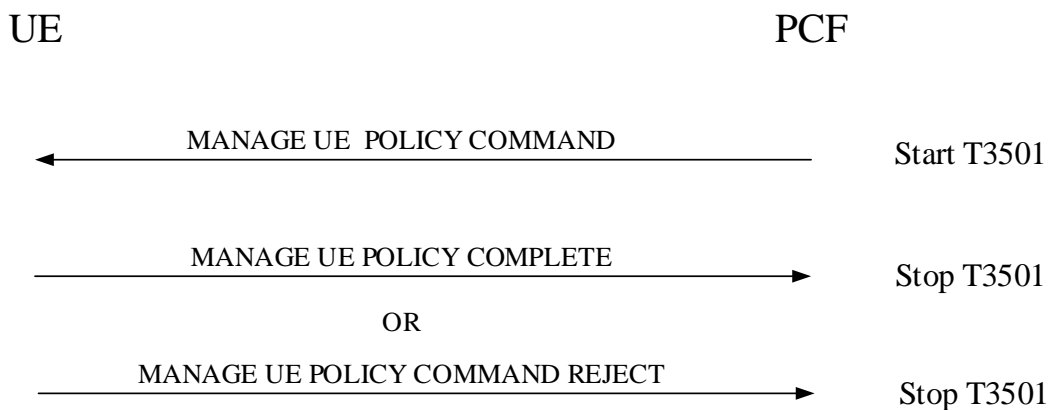 UE PCF
MANAGE UE POLICY COMMAND Start T3501
MANAGE UE POLICY COMPLETE Stop T3501
OR
MANAGE UE POLICY COMMAND REJECT Stop T3501